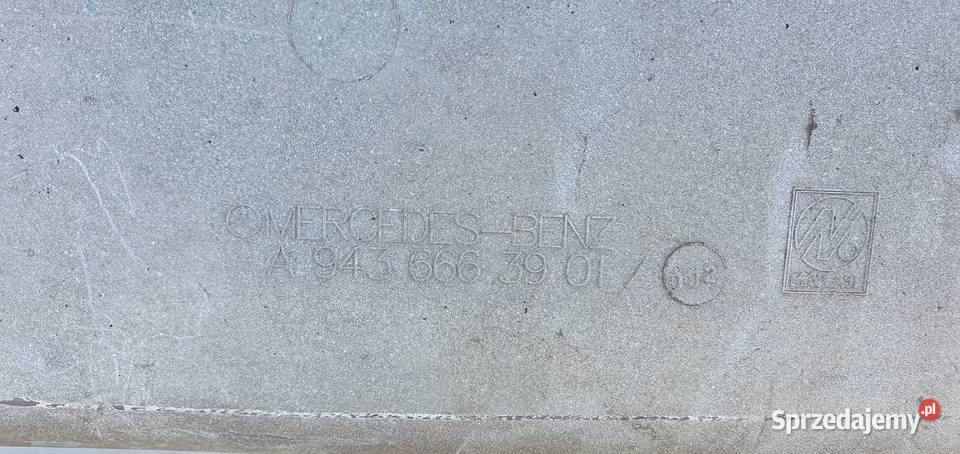 MERCEDES-BENZ
A 943 666 39 01 /
Sprzedajemy.pl